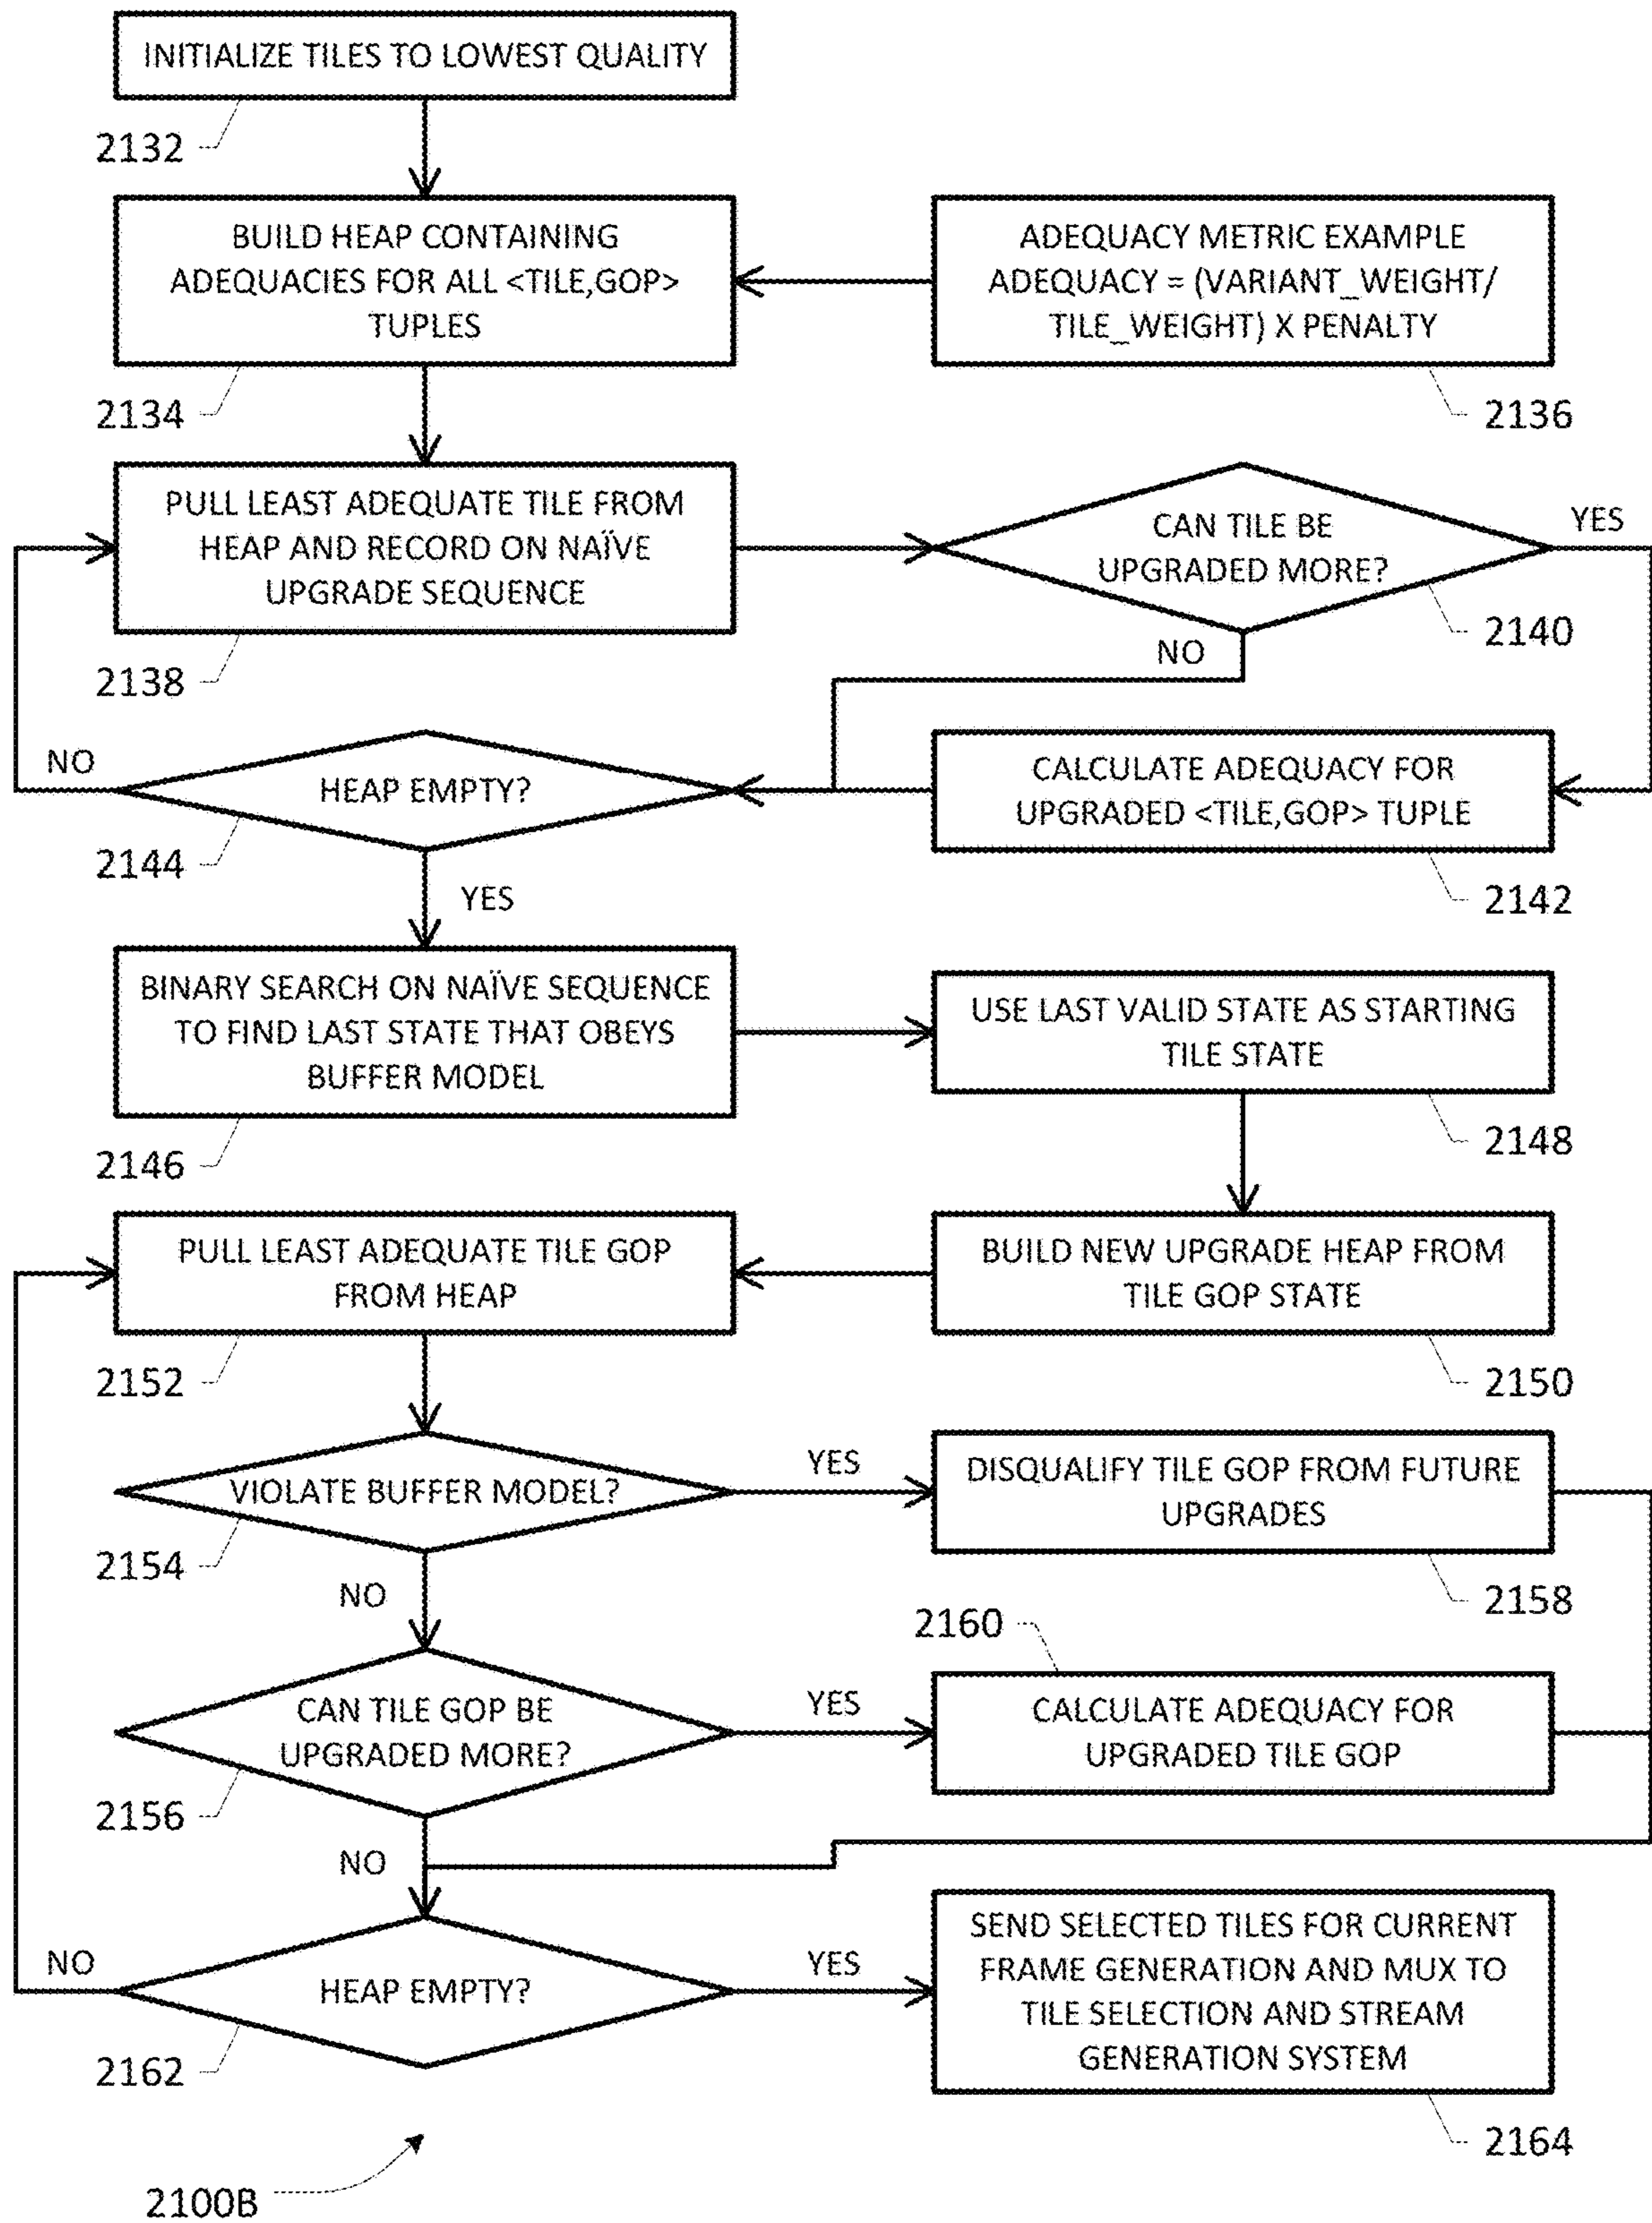 INITIALIZE TILES TO LOWEST QUALITY
2132
BUILD HEAP CONTAINING
ADEQUACIES FOR ALL <TILE,GOP>
TUPLES
2134
ADEQUACY METRIC EXAMPLE
ADEQUACY = (VARIANT_WEIGHT/
TILE_WEIGHT) X PENALTY
2136
PULL LEAST ADEQUATE TILE FROM
HEAP AND RECORD ON NAÏVE
UPGRADE SEQUENCE
2138
CAN TILE BE
UPGRADED MORE?
YES
2140
NO
NO
HEAP EMPTY?
2144
CALCULATE ADEQUACY FOR
UPGRADED <TILE,GOP> TUPLE
2142
YES
BINARY SEARCH ON NAÏVE SEQUENCE
TO FIND LAST STATE THAT OBEYS
BUFFER MODEL
2146
USE LAST VALID STATE AS STARTING
TILE STATE
2148
PULL LEAST ADEQUATE TILE GOP
FROM HEAP
2152
BUILD NEW UPGRADE HEAP FROM
TILE GOP STATE
2150
VIOLATE BUFFER MODEL?
YES
2154
DISQUALIFY TILE GOP FROM FUTURE
UPGRADES
2158
NO
2160
CAN TILE GOP BE
UPGRADED MORE?
YES
2156
CALCULATE ADEQUACY FOR
UPGRADED TILE GOP
NO
NO
HEAP EMPTY?
YES
2162
SEND SELECTED TILES FOR CURRENT
FRAME GENERATION AND MUX TO
TILE SELECTION AND STREAM
GENERATION SYSTEM
2164
2100B